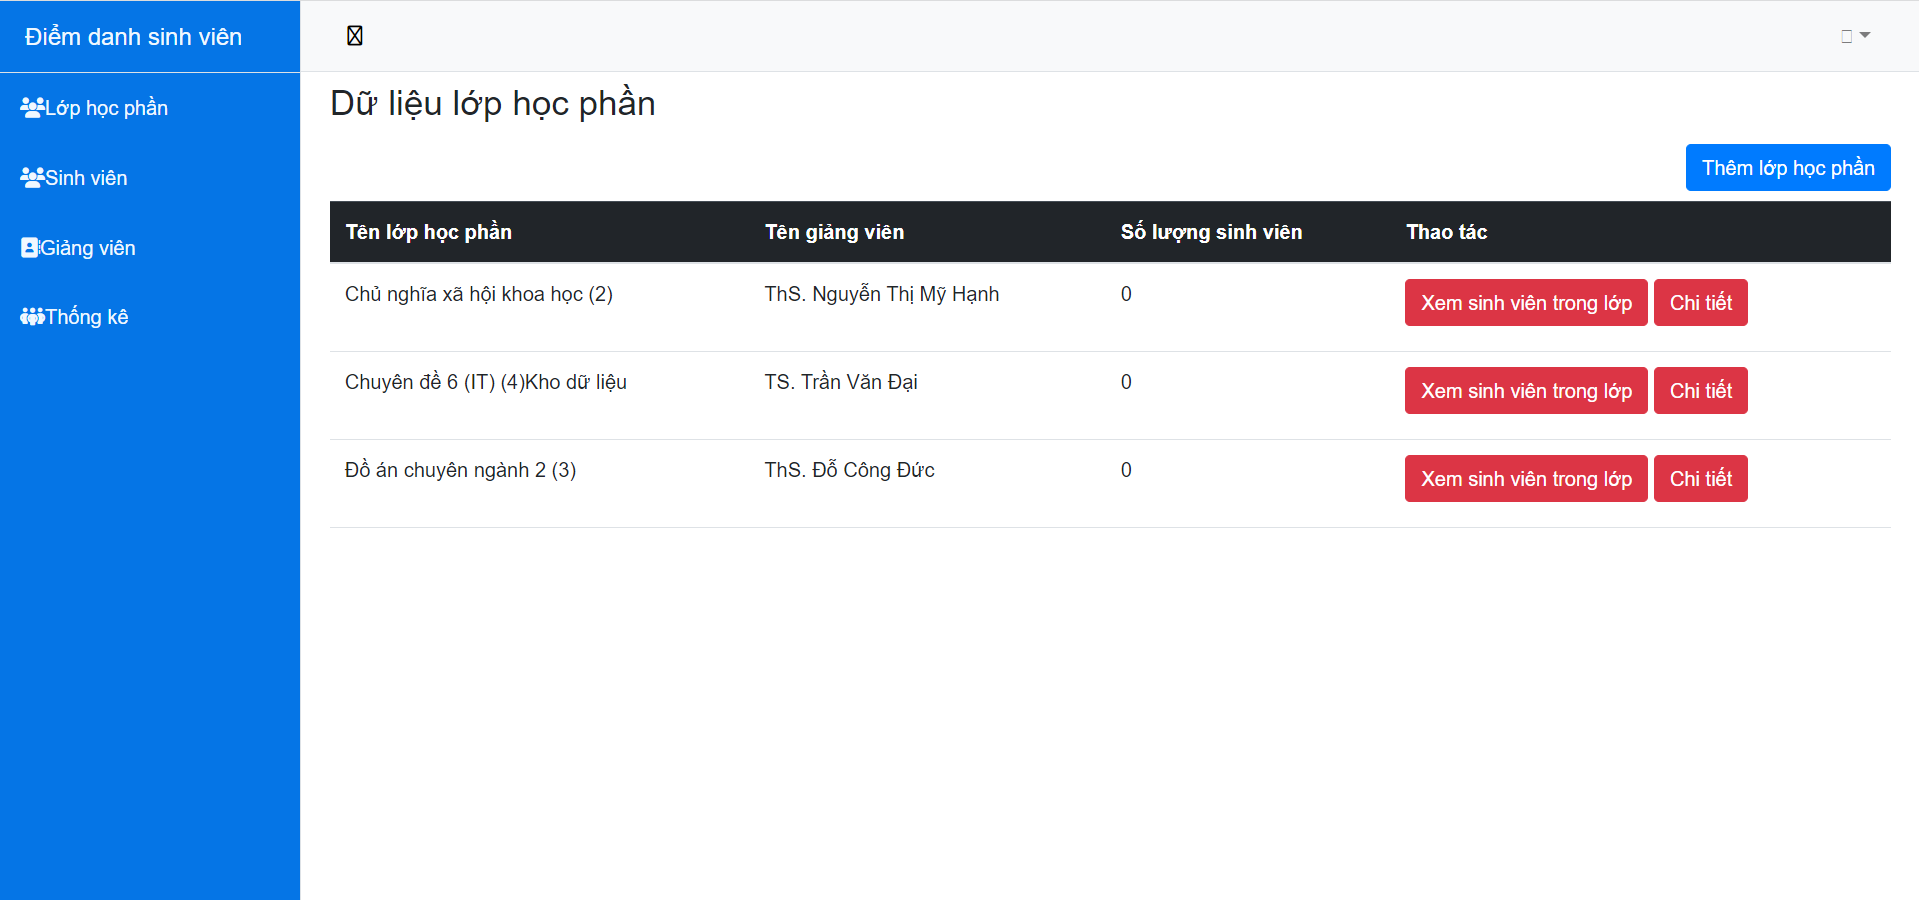 Điểm danh sinh viên
Lớp học phần
Sinh viên
Giảng viên
Thống kê
Dữ liệu lớp học phần
Thêm lớp học phần
Tên lớp học phần Tên giảng viên Số lượng sinh viên Thao tác
Chủ nghĩa xã hội khoa học (2) ThS. Nguyễn Thị Mỹ Hạnh 0 Xem sinh viên trong lớp Chi tiết
Chuyên đề 6 (IT) (4)Kho dữ liệu TS. Trần Văn Đại 0 Xem sinh viên trong lớp Chi tiết
Đồ án chuyên ngành 2 (3) ThS. Đỗ Công Đức 0 Xem sinh viên trong lớp Chi tiết